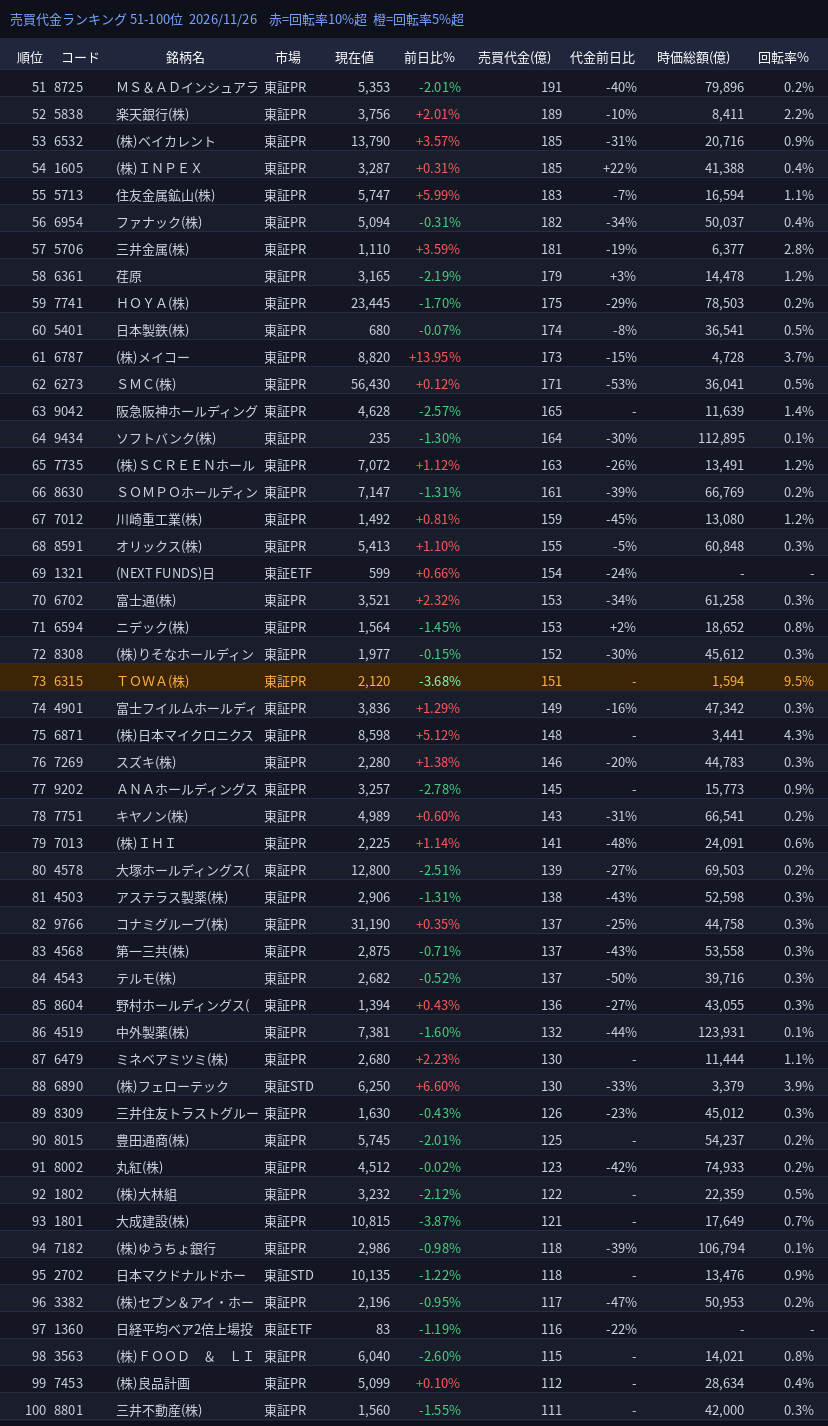 売買代金ランキング 51-100位 2026/11/26 赤=回転率10%超 橙=回転率5%超
順位 コード 銘柄名 市場 現在値 前日比% 売買代金(億) 代金前日比 時価総額(億) 回転率%
51 8725 ＭＳ＆ＡＤインシュアラ 東証PR 5,353 -2.01% 191 -40% 79,896 0.2%
52 5838 楽天銀行(株) 東証PR 3,756 +2.01% 189 -10% 8,411 2.2%
53 6532 (株)ベイカレント 東証PR 13,790 +3.57% 185 -31% 20,716 0.9%
54 1605 (株)ＩＮＰＥＸ 東証PR 3,287 +0.31% 185 +22% 41,388 0.4%
55 5713 住友金属鉱山(株) 東証PR 5,747 +5.99% 183 -7% 16,594 1.1%
56 6954 ファナック(株) 東証PR 5,094 -0.31% 182 -34% 50,037 0.4%
57 5706 三井金属(株) 東証PR 1,110 +3.59% 181 -19% 6,377 2.8%
58 6361 荏原 東証PR 3,165 -2.19% 179 +3% 14,478 1.2%
59 7741 ＨＯＹＡ(株) 東証PR 23,445 -1.70% 175 -29% 78,503 0.2%
60 5401 日本製鉄(株) 東証PR 680 -0.07% 174 -8% 36,541 0.5%
61 6787 (株)メイコー 東証PR 8,820 +13.95% 173 -15% 4,728 3.7%
62 6273 ＳＭＣ(株) 東証PR 56,430 +0.12% 171 -53% 36,041 0.5%
63 9042 阪急阪神ホールディング 東証PR 4,628 -2.57% 165 - 11,639 1.4%
64 9434 ソフトバンク(株) 東証PR 235 -1.30% 164 -30% 112,895 0.1%
65 7735 (株)ＳＣＲＥＥＮホール 東証PR 7,072 +1.12% 163 -26% 13,491 1.2%
66 8630 ＳＯＭＰＯホールディン 東証PR 7,147 -1.31% 161 -39% 66,769 0.2%
67 7012 川崎重工業(株) 東証PR 1,492 +0.81% 159 -45% 13,080 1.2%
68 8591 オリックス(株) 東証PR 5,413 +1.10% 155 -5% 60,848 0.3%
69 1321 (NEXT FUNDS)日 東証ETF 599 +0.66% 154 -24% - -
70 6702 富士通(株) 東証PR 3,521 +2.32% 153 -34% 61,258 0.3%
71 6594 ニデック(株) 東証PR 1,564 -1.45% 153 +2% 18,652 0.8%
72 8308 (株)りそなホールディン 東証PR 1,977 -0.15% 152 -30% 45,612 0.3%
73 6315 ＴＯＷＡ(株) 東証PR 2,120 -3.68% 151 - 1,594 9.5%
74 4901 富士フイルムホールディ 東証PR 3,836 +1.29% 149 -16% 47,342 0.3%
75 6871 (株)日本マイクロニクス 東証PR 8,598 +5.12% 148 - 3,441 4.3%
76 7269 スズキ(株) 東証PR 2,280 +1.38% 146 -20% 44,783 0.3%
77 9202 ＡＮＡホールディングス 東証PR 3,257 -2.78% 145 - 15,773 0.9%
78 7751 キヤノン(株) 東証PR 4,989 +0.60% 143 -31% 66,541 0.2%
79 7013 (株)ＩＨＩ 東証PR 2,225 +1.14% 141 -48% 24,091 0.6%
80 4578 大塚ホールディングス( 東証PR 12,800 -2.51% 139 -27% 69,503 0.2%
81 4503 アステラス製薬(株) 東証PR 2,906 -1.31% 138 -43% 52,598 0.3%
82 9766 コナミグループ(株) 東証PR 31,190 +0.35% 137 -25% 44,758 0.3%
83 4568 第一三共(株) 東証PR 2,875 -0.71% 137 -43% 53,558 0.3%
84 4543 テルモ(株) 東証PR 2,682 -0.52% 137 -50% 39,716 0.3%
85 8604 野村ホールディングス( 東証PR 1,394 +0.43% 136 -27% 43,055 0.3%
86 4519 中外製薬(株) 東証PR 7,381 -1.60% 132 -44% 123,931 0.1%
87 6479 ミネベアミツミ(株) 東証PR 2,680 +2.23% 130 - 11,444 1.1%
88 6890 (株)フェローテック 東証STD 6,250 +6.60% 130 -33% 3,379 3.9%
89 8309 三井住友トラストグルー 東証PR 1,630 -0.43% 126 -23% 45,012 0.3%
90 8015 豊田通商(株) 東証PR 5,745 -2.01% 125 - 54,237 0.2%
91 8002 丸紅(株) 東証PR 4,512 -0.02% 123 -42% 74,933 0.2%
92 1802 (株)大林組 東証PR 3,232 -2.12% 122 - 22,359 0.5%
93 1801 大成建設(株) 東証PR 10,815 -3.87% 121 - 17,649 0.7%
94 7182 (株)ゆうちょ銀行 東証PR 2,986 -0.98% 118 -39% 106,794 0.1%
95 2702 日本マクドナルドホー 東証STD 10,135 -1.22% 118 - 13,476 0.9%
96 3382 (株)セブン＆アイ・ホー 東証PR 2,196 -0.95% 117 -47% 50,953 0.2%
97 1360 日経平均ベア2倍上場投 東証ETF 83 -1.19% 116 -22% - -
98 3563 (株)ＦＯＯＤ　＆　ＬＩ 東証PR 6,040 -2.60% 115 - 14,021 0.8%
99 7453 (株)良品計画 東証PR 5,099 +0.10% 112 - 28,634 0.4%
100 8801 三井不動産(株) 東証PR 1,560 -1.55% 111 - 42,000 0.3%